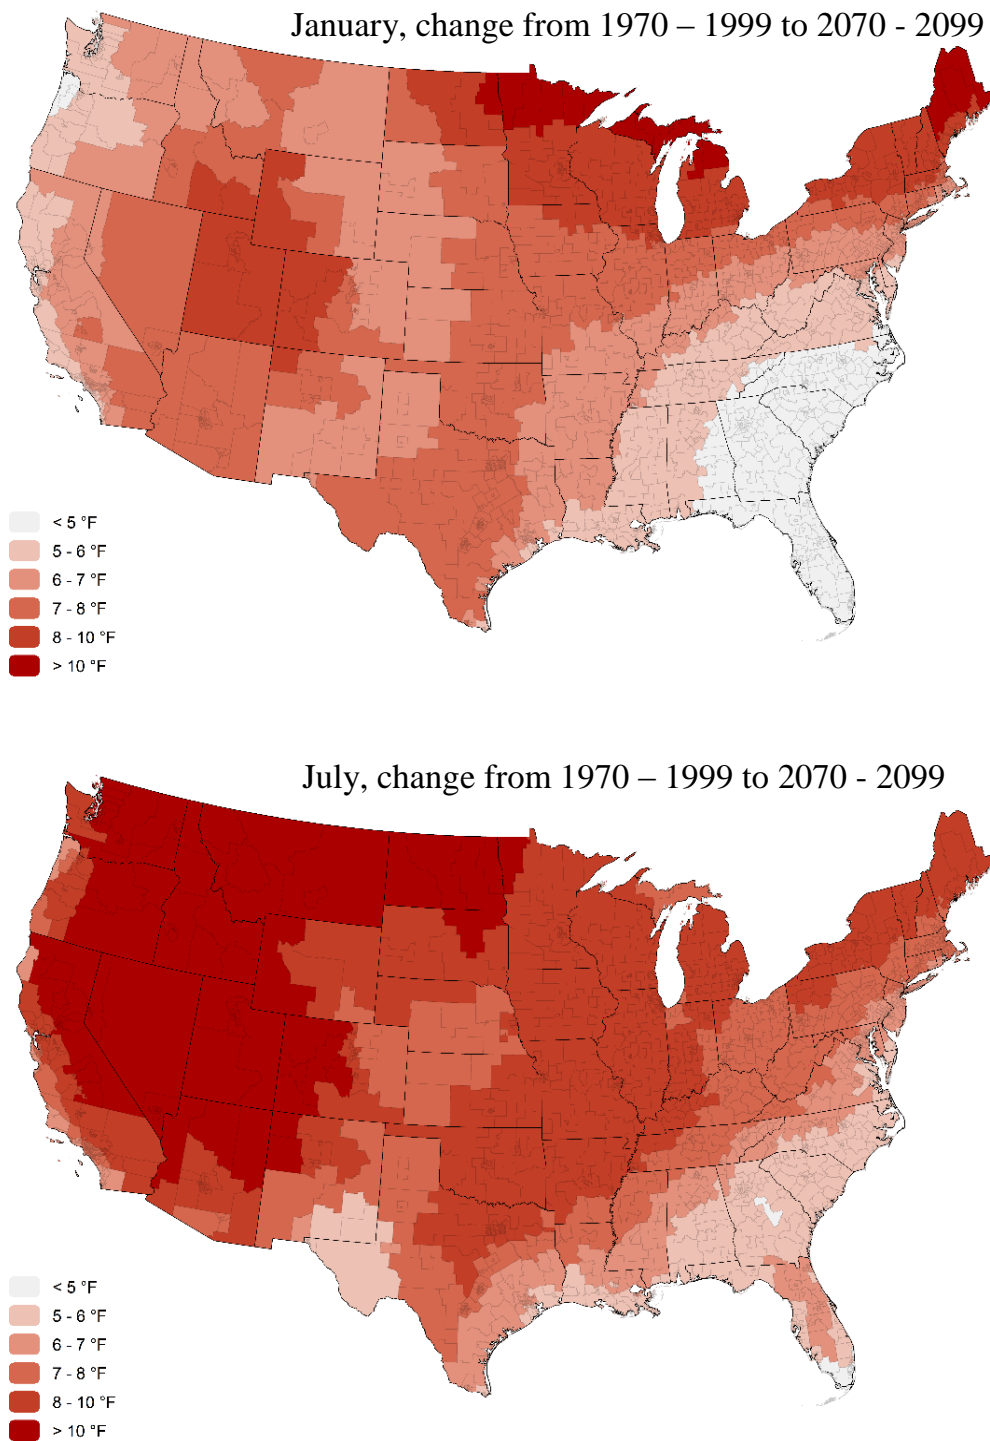 January, change from 1970 – 1999 to 2070 - 2099
< 5 °F
5 - 6 °F
6 - 7 °F
7 - 8 °F
8 - 10 °F
> 10 °F
July, change from 1970 – 1999 to 2070 - 2099
< 5 °F
5 - 6 °F
6 - 7 °F
7 - 8 °F
8 - 10 °F
> 10 °F